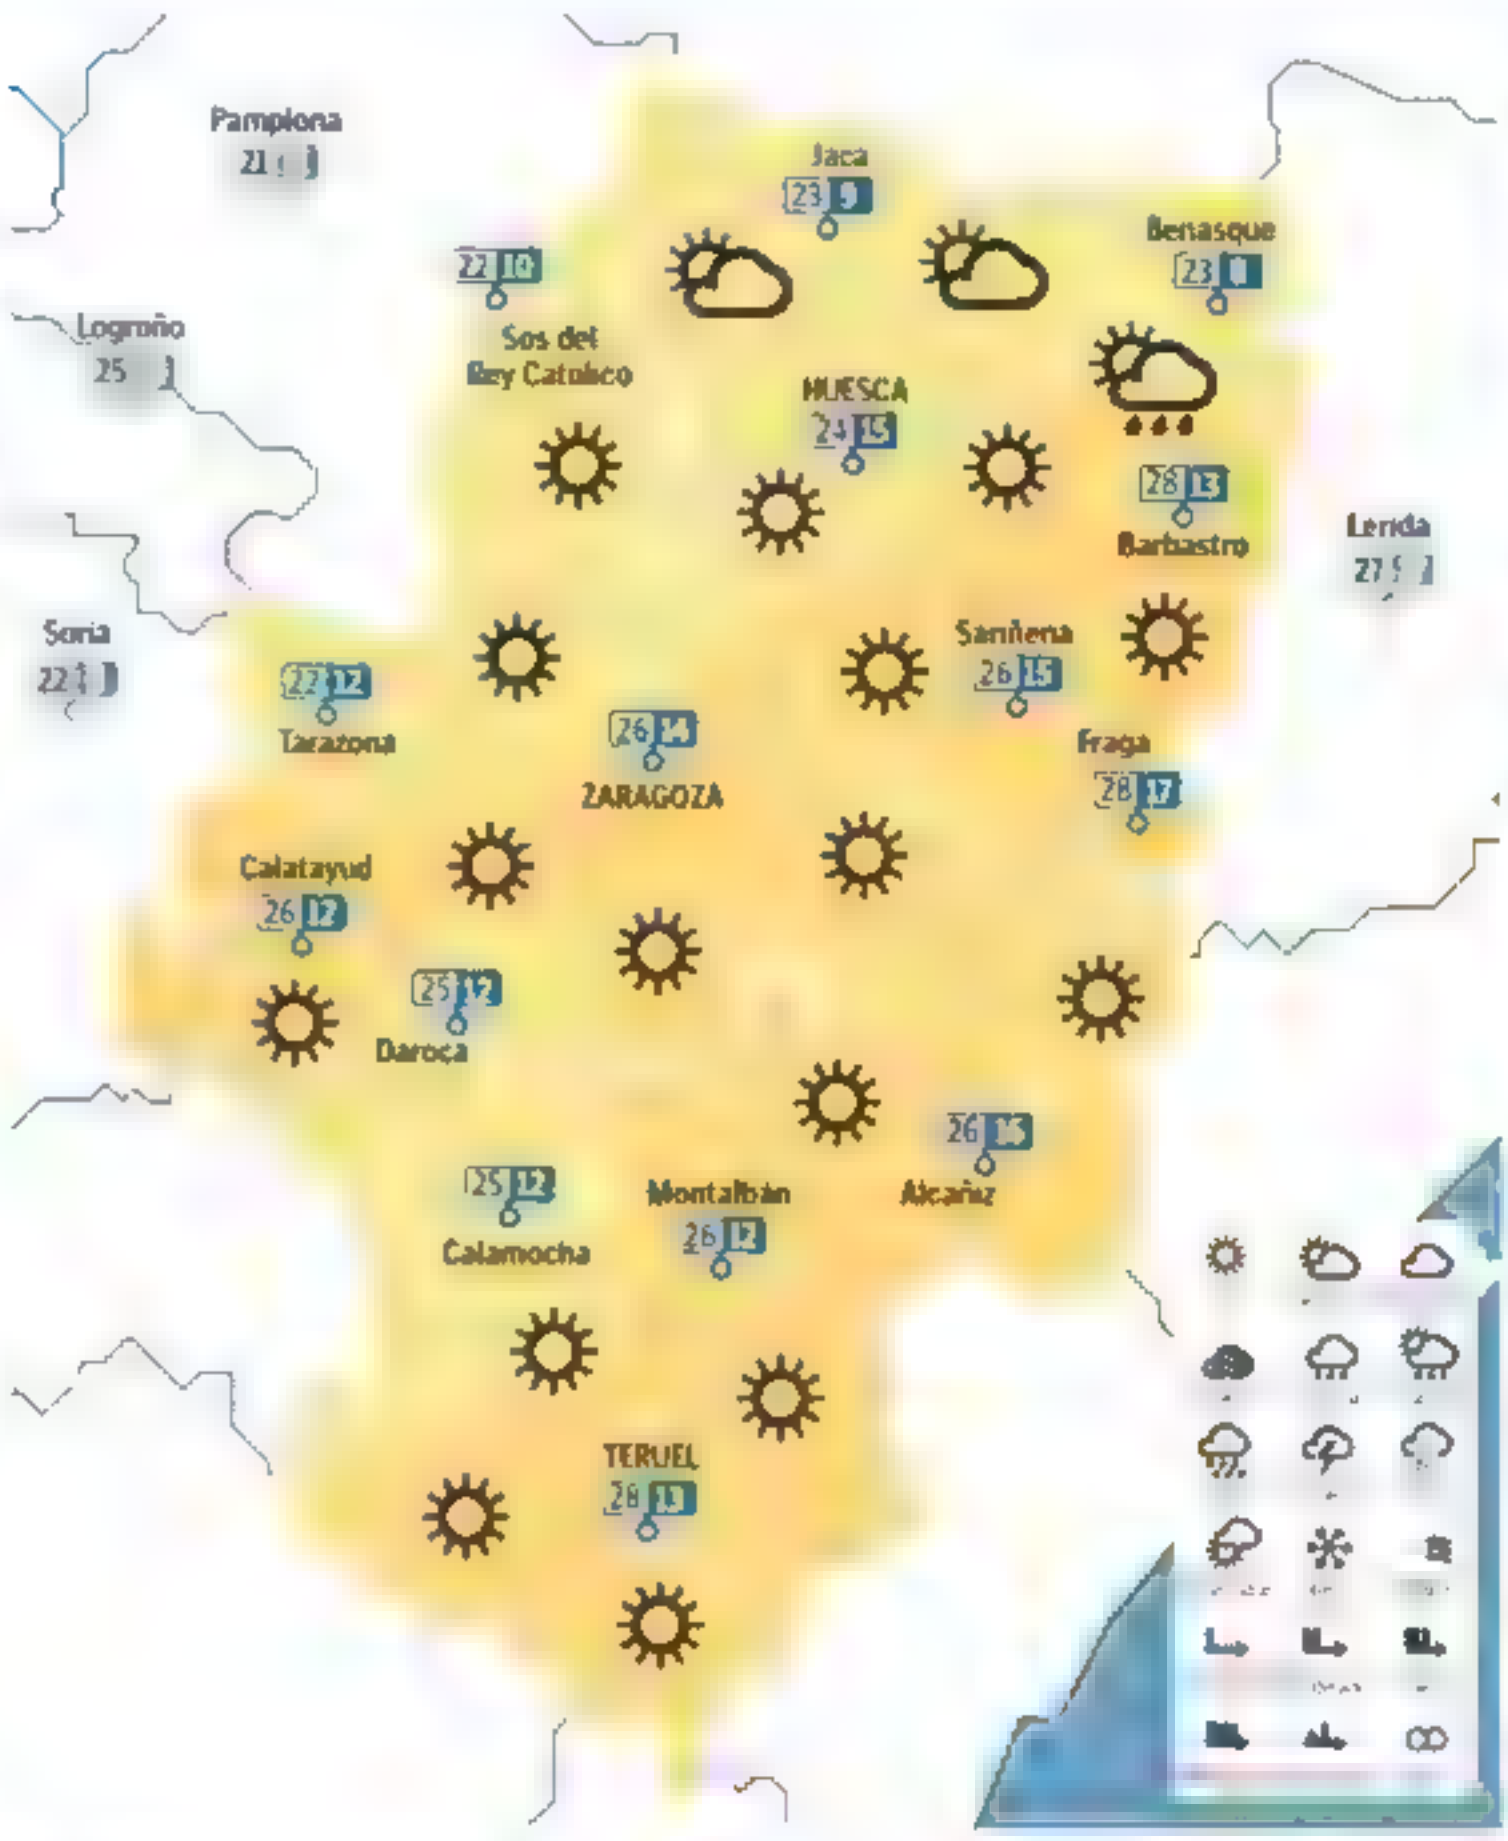 Pamplona
21
Jaca
23 9
Benasque
23
22 10
Sos del
Rey Católico
Logroño
25
HUESCA
24 15
28 13
Barbastro
Lérida
27
Soria
22
22 12
Tarazona
Sariñena
26 15
26 14
ZARAGOZA
Fraga
28 17
Calatayud
26 12
25 12
Daroca
26 16
Alcañiz
25 12
Calamocha
Montalbán
26 12
TERUEL
28 13